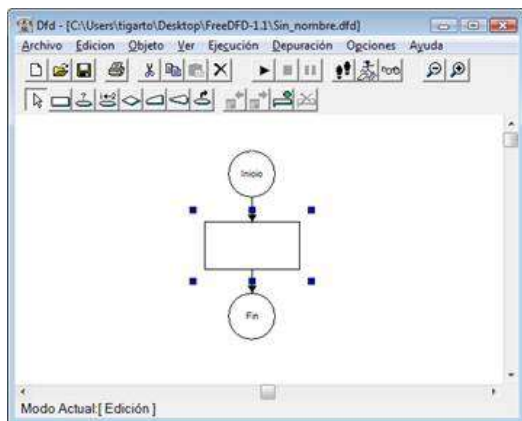 Dfd - [C:\Users\tigarto\Desktop\FreeDFD-1.1\Sin_nombre.dfd]
Archivo Edicion Objeto Ver Ejecución Depuración Opciones Ayuda
Inicio
Fin
Modo Actual:[ Edición ]